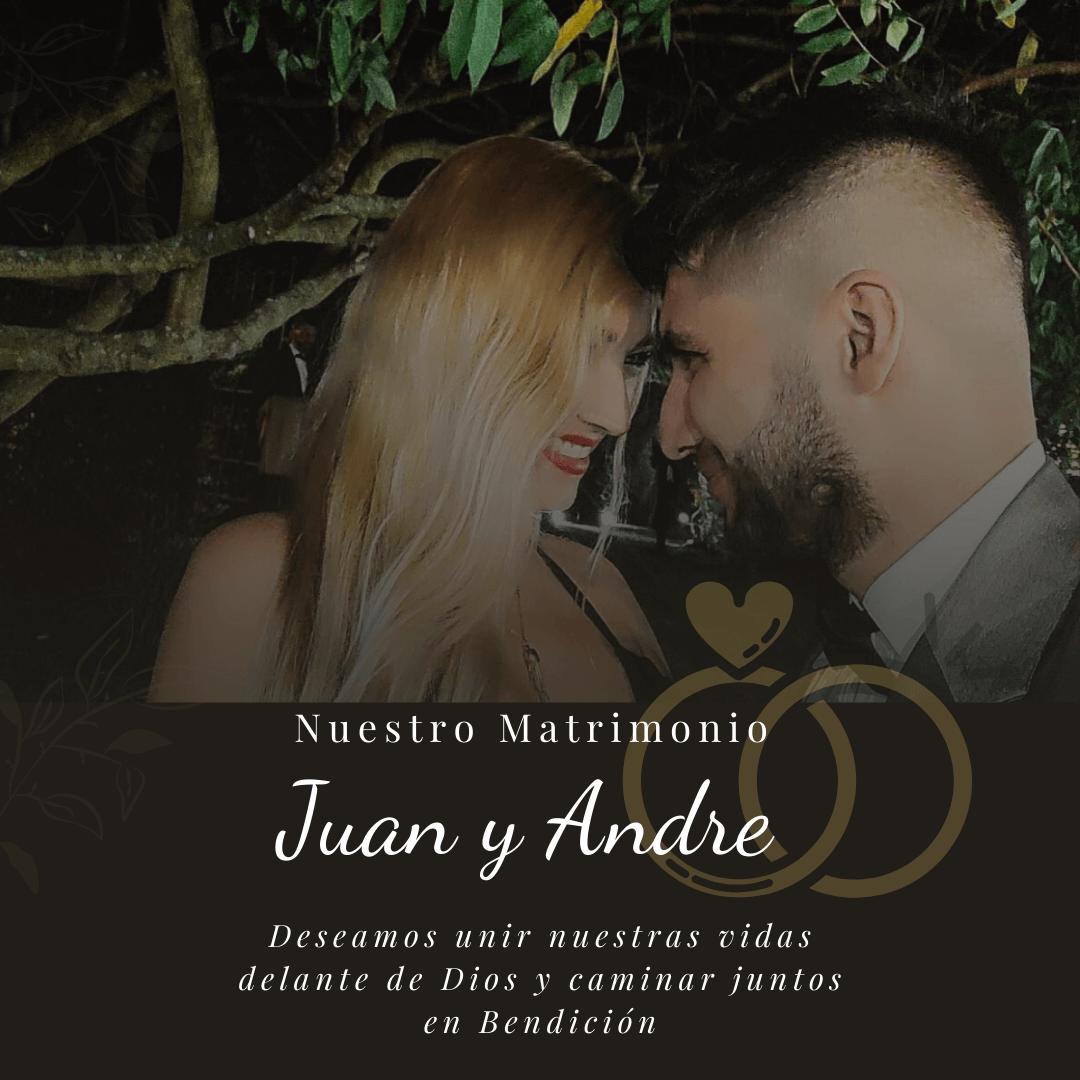 Nuestro Matrimonio
Juan y Andre
Deseamos unir nuestras vidas
delante de Dios y caminar juntos
en Bendición